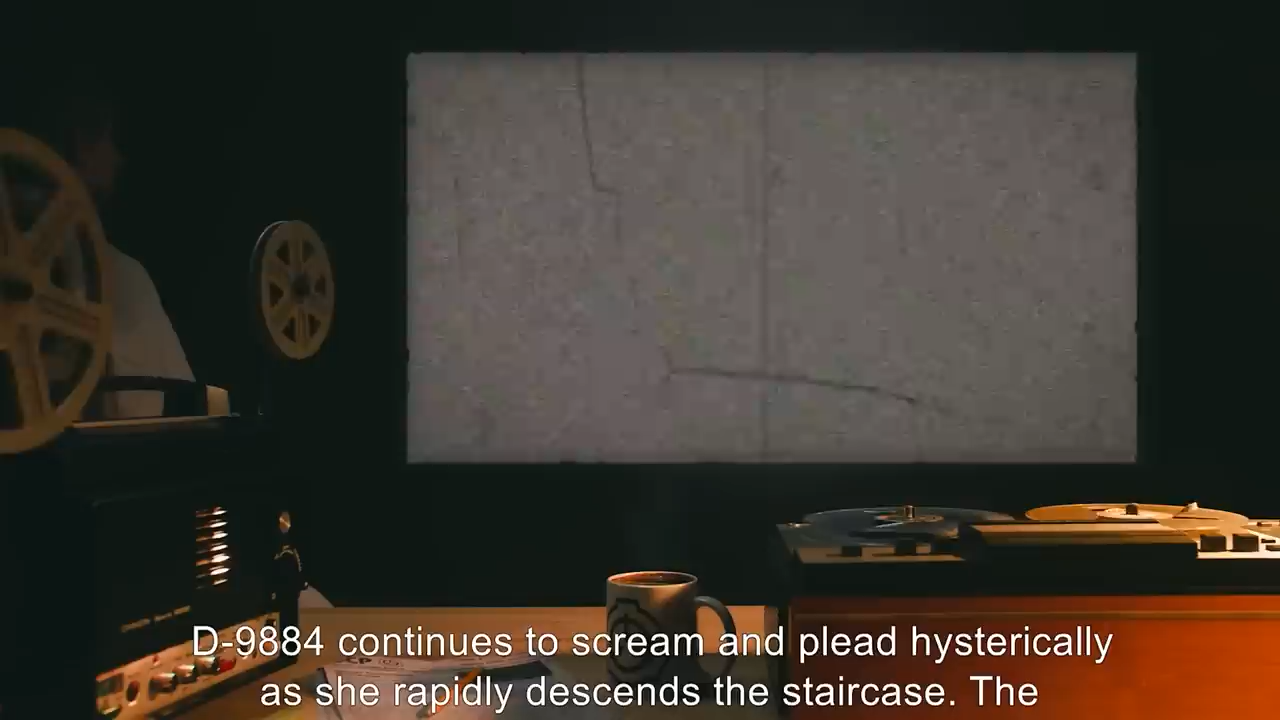 D-9884 continues to scream and plead hysterically
as she rapidly descends the staircase. The